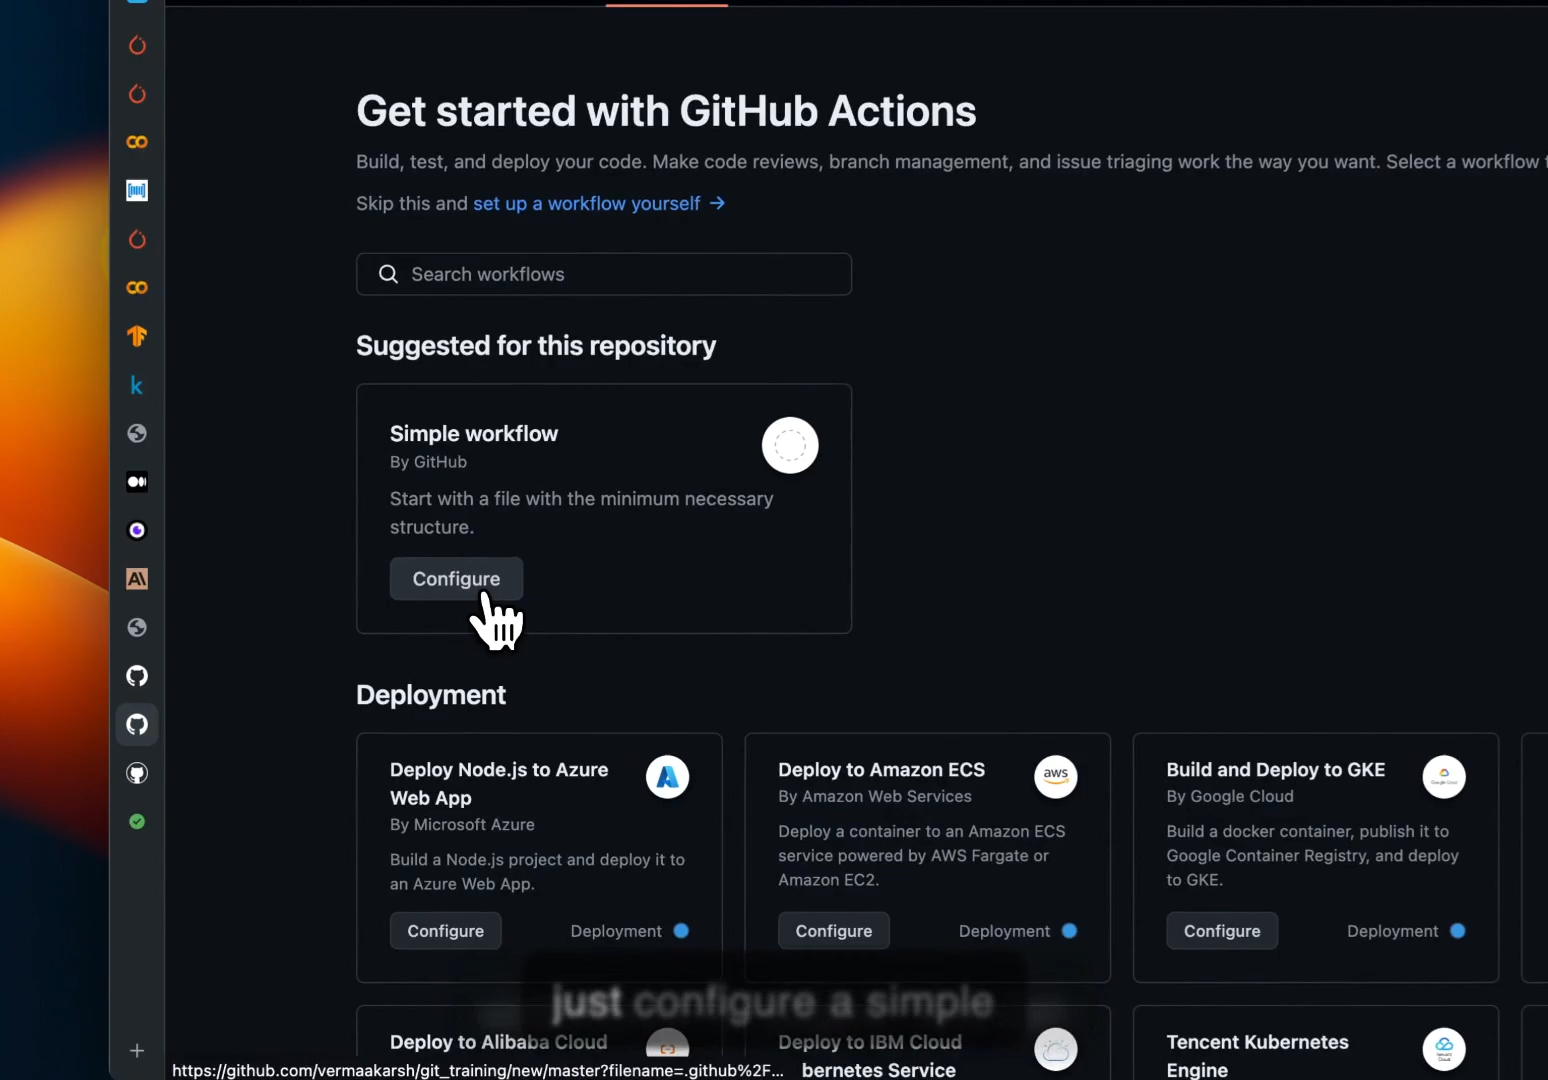 Get started with GitHub Actions
Build, test, and deploy your code. Make code reviews, branch management, and issue triaging work the way you want. Select a workflow
Skip this and set up a workflow yourself →
Search workflows
Suggested for this repository
Simple workflow
By GitHub
Start with a file with the minimum necessary
structure.
Configure
Deployment
Deploy Node.js to Azure
Web App
By Microsoft Azure
Build a Node.js project and deploy it to
an Azure Web App.
Configure
Deployment
Deploy to Amazon ECS
aws
By Amazon Web Services
Deploy a container to an Amazon ECS
service powered by AWS Fargate or
Amazon EC2.
Configure
Deployment
Build and Deploy to GKE
By Google Cloud
Build a docker container, publish it to
Google Container Registry, and deploy
to GKE.
Configure
Deployment
just configure a simple
Deploy to Alibaba Cloud
Deploy to IBM Cloud
bernetes Service
Tencent Kubernetes
Engine
https://github.com/vermaakarsh/git_training/new/master?filename=.github%2F...